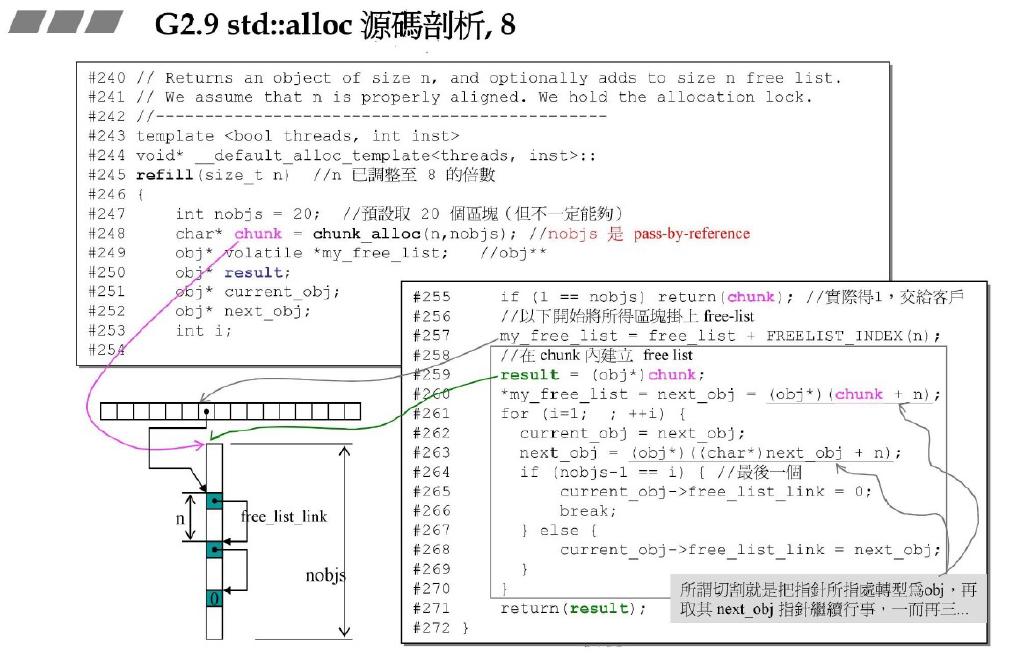 G2.9 std::alloc 源碼剖析, 8
#240 // Returns an object of size n, and optionally adds to size n free list.
#241 // We assume that n is properly aligned. We hold the allocation lock.
#242 //---------------------------------------------
#243 template <bool threads, int inst>
#244 void* __default_alloc_template<threads, inst>::
#245 refill(size_t n) //n 已調整至 8 的倍數
#246 {
#247 int nobjs = 20; //預設取 20 個區塊 (但不一定能夠)
#248 char* chunk = chunk_alloc(n,nobjs); //nobjs 是 pass-by-reference
#249 obj* volatile *my_free_list; //obj**
#250 obj* result;
#251 obj* current_obj;
#252 obj* next_obj;
#253 int i;
#254
#255 if (1 == nobjs) return(chunk); //實際得1，交給客戶
#256 //以下開始將所得區塊掛上 free-list
#257 my_free_list = free_list + FREELIST_INDEX(n);
#258 //在 chunk 內建立 free list
#259 result = (obj*)chunk;
#260 *my_free_list = next_obj = (obj*)(chunk + n);
#261 for (i=1; ; ++i) {
#262 current_obj = next_obj;
#263 next_obj = (obj*)((char*)next_obj + n);
#264 if (nobjs-1 == i) { //最後一個
#265 current_obj->free_list_link = 0;
#266 break;
#267 } else {
#268 current_obj->free_list_link = next_obj;
#269 }
#270 }
#271 return(result);
#272 }
所謂切割就是把指針所指處轉型為obj，再
取其 next_obj 指針繼續行事，一而再三...
n
free_list_link
nobjs
0